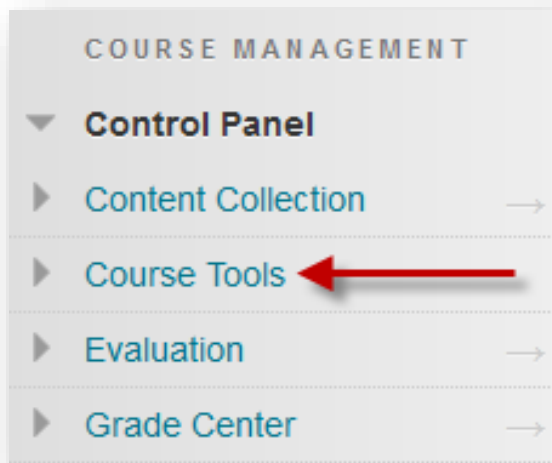 COURSE MANAGEMENT
Control Panel
Content Collection
Course Tools
Evaluation
Grade Center